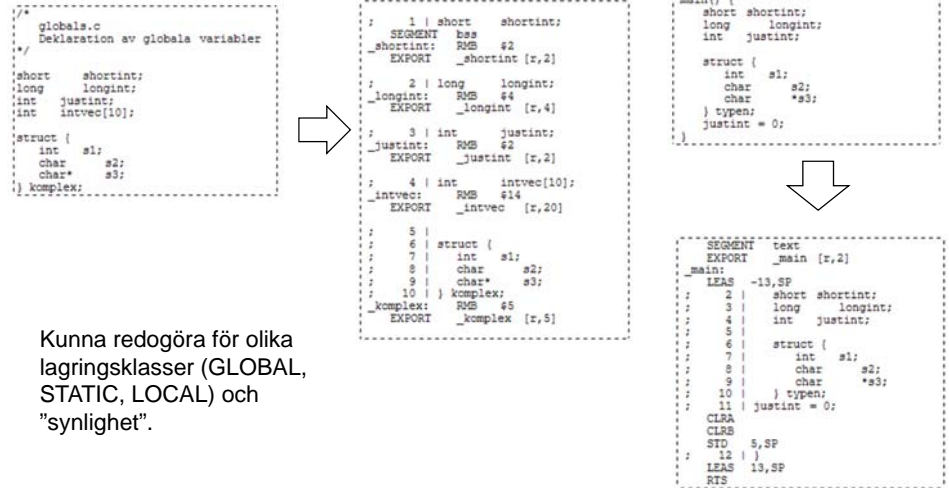 /*
globals.c
Deklaration av globala variabler
*/
short shortint;
long longint;
int justint;
int intvec[10];
struct {
int s1;
char s2;
char* s3;
} komplex;
; 1 | short shortint;
SEGMENT bss
_shortint: RMB $2
EXPORT _shortint [r,2]
; 2 | long longint;
_longint: RMB $4
EXPORT _longint [r,4]
; 3 | int justint;
_justint: RMB $2
EXPORT _justint [r,2]
; 4 | int intvec[10];
_intvec: RMB $14
EXPORT _intvec [r,20]
; 5 |
; 6 | struct {
; 7 | int s1;
; 8 | char s2;
; 9 | char* s3;
; 10 | } komplex;
_komplex: RMB $5
EXPORT _komplex [r,5]
main() {
short shortint;
long longint;
int justint;
struct {
int s1;
char s2;
char *s3;
} typen;
justint = 0;
}
SEGMENT text
EXPORT _main [r,2]
_main:
LEAS -13,SP
; 2 | short shortint;
; 3 | long longint;
; 4 | int justint;
; 5 |
; 6 | struct {
; 7 | int s1;
; 8 | char s2;
; 9 | char *s3;
; 10 | } typen;
; 11 | justint = 0;
CLRA
CLRB
STD 5,SP
; 12 | }
LEAS 13,SP
RTS
Kunna redogöra för olika
lagringsklasser (GLOBAL,
STATIC, LOCAL) och
”synlighet”.